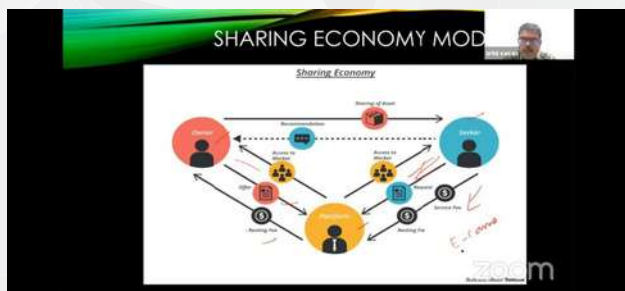 SHARING ECONOMY MOD
Sharing Economy
Sharing of Asset
Recommendation
Owner
Seeker
Access to
Market
Access to
Market
Offer
Request
Service Fee
Platform
Renting Fee
Renting Fee
zoom